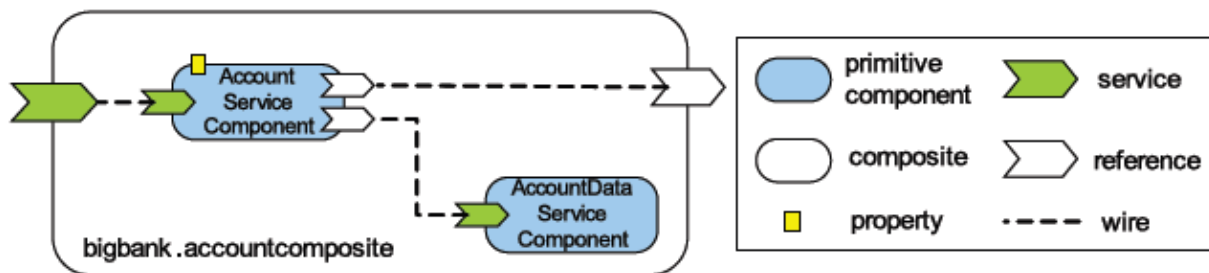 Account
Service
Component
AccountData
Service
Component
bigbank.accountcomposite
primitive
component
service
composite
reference
property
wire